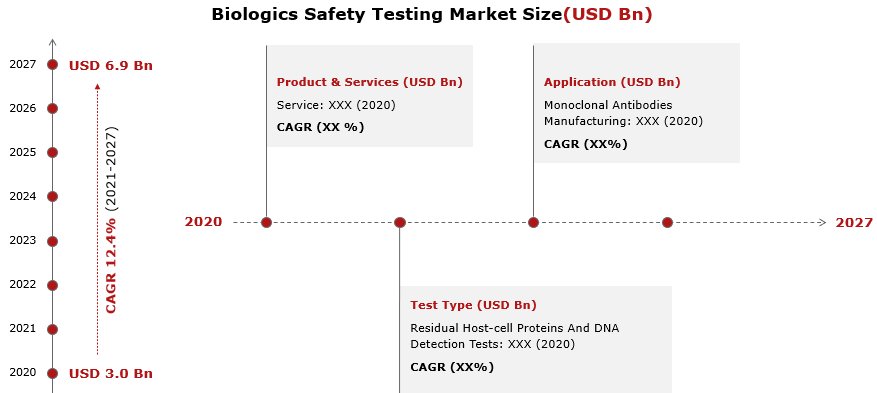 Biologics Safety Testing Market Size(USD Bn)
2027
USD 6.9 Bn
2026
2025
2024
2023
2022
2021
2020
USD 3.0 Bn
CAGR 12.4% (2021-2027)
Product & Services (USD Bn)
Service: XXX (2020)
CAGR (XX %)
Application (USD Bn)
Monoclonal Antibodies
Manufacturing: XXX (2020)
CAGR (XX%)
2020
2027
Test Type (USD Bn)
Residual Host-cell Proteins And DNA
Detection Tests: XXX (2020)
CAGR (XX%)